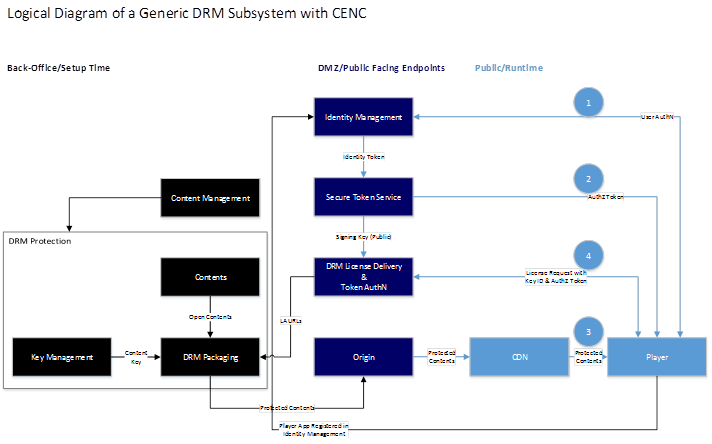 Logical Diagram of a Generic DRM Subsystem with CENC
Back-Office/Setup Time
DMZ/Public Facing Endpoints
Public/Runtime
1
Identity Management
User AuthN
Identity Token
2
Content Management
Secure Token Service
AuthZ Token
Signing Key (Public)
DRM Protection
4
DRM License Delivery
&
Token AuthN
Contents
License Request with
Key ID & AuthZ Token
Open Contents
LA URLs
3
Key Management
Content
Key
DRM Packaging
Origin
Protected
Contents
CDN
Protected
Contents
Player
Protected Contents
Player App Registered in
Identity Management